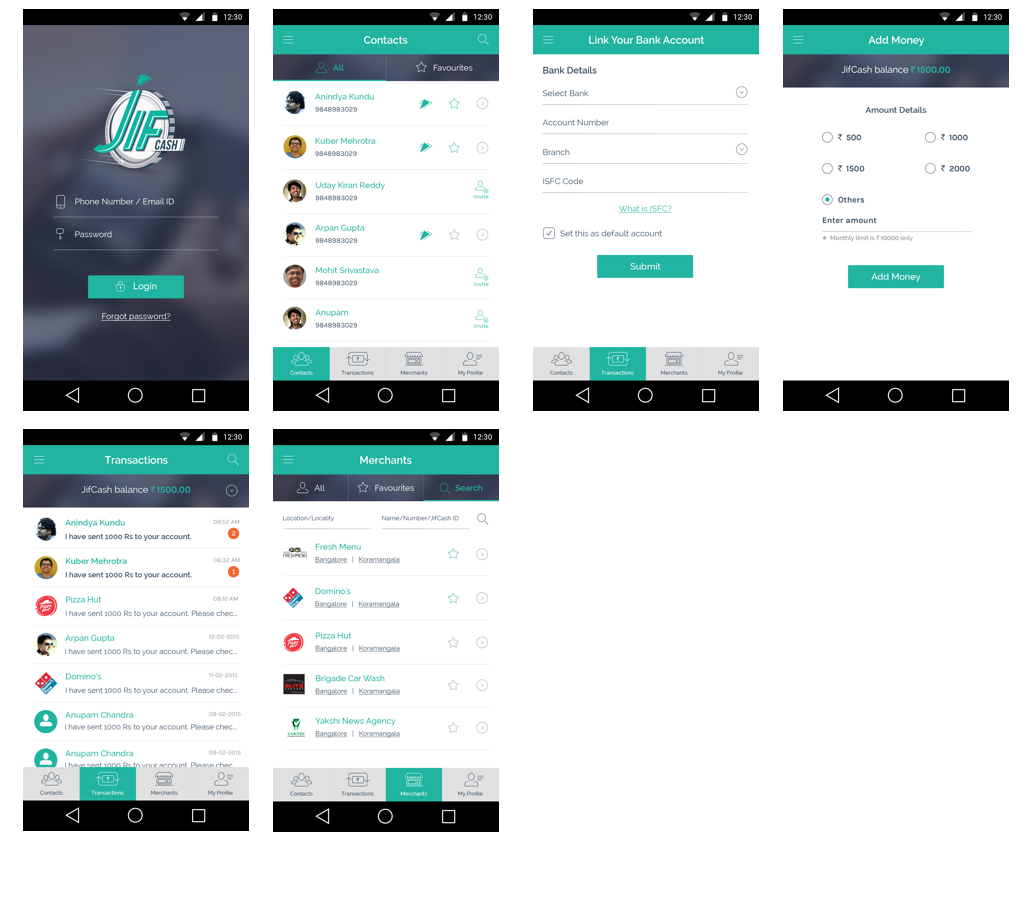 12:30
JIF
CASH
Phone Number / Email ID
Password
Login
Forgot password?
12:30
Contacts
All
Favourites
Anindya Kundu
9848983029
Kuber Mehrotra
9848983029
Uday Kiran Reddy
9848983029
Invite
Arpan Gupta
9848983029
Mohit Srivastava
9848983029
Invite
Anupam
9848983029
Invite
Contacts Transactions Merchants My Profile
12:30
Link Your Bank Account
Bank Details
Select Bank
Account Number
Branch
ISFC Code
What is ISFC?
Set this as default account
Submit
Contacts Transactions Merchants My Profile
12:30
Add Money
JifCash balance ₹1500.00
Amount Details
₹ 500 ₹ 1000
₹ 1500 ₹ 2000
Others
Enter amount
* Monthly limit is ₹ 10000 only
Add Money
12:30
Transactions
JifCash balance ₹1500.00
Anindya Kundu 09:52 AM
I have sent 1000 Rs to your account. 2
Kuber Mehrotra 08:32 AM
I have sent 1000 Rs to your account. 1
Pizza Hut 08:10 AM
I have sent 1000 Rs to your account. Please chec...
Arpan Gupta 12-02-2015
I have sent 1000 Rs to your account. Please chec...
Domino's 11-02-2015
I have sent 1000 Rs to your account. Please chec...
Anupam Chandra 09-02-2015
I have sent 1000 Rs to your account. Please chec...
Anupam Chandra 09-02-2015
I have sent 1000 Rs to your account. Please chec...
Contacts Transactions Merchants My Profile
12:30
Merchants
All Favourites Search
Location/Locality Name/Number/JifCash ID
FRESHMENU
Fresh Menu
Bangalore | Koramangala
Domino's
Bangalore | Koramangala
Pizza Hut
Bangalore | Koramangala
Brigade Car Wash
Bangalore | Koramangala
Yakshi News Agency
Bangalore | Koramangala
Contacts Transactions Merchants My Profile